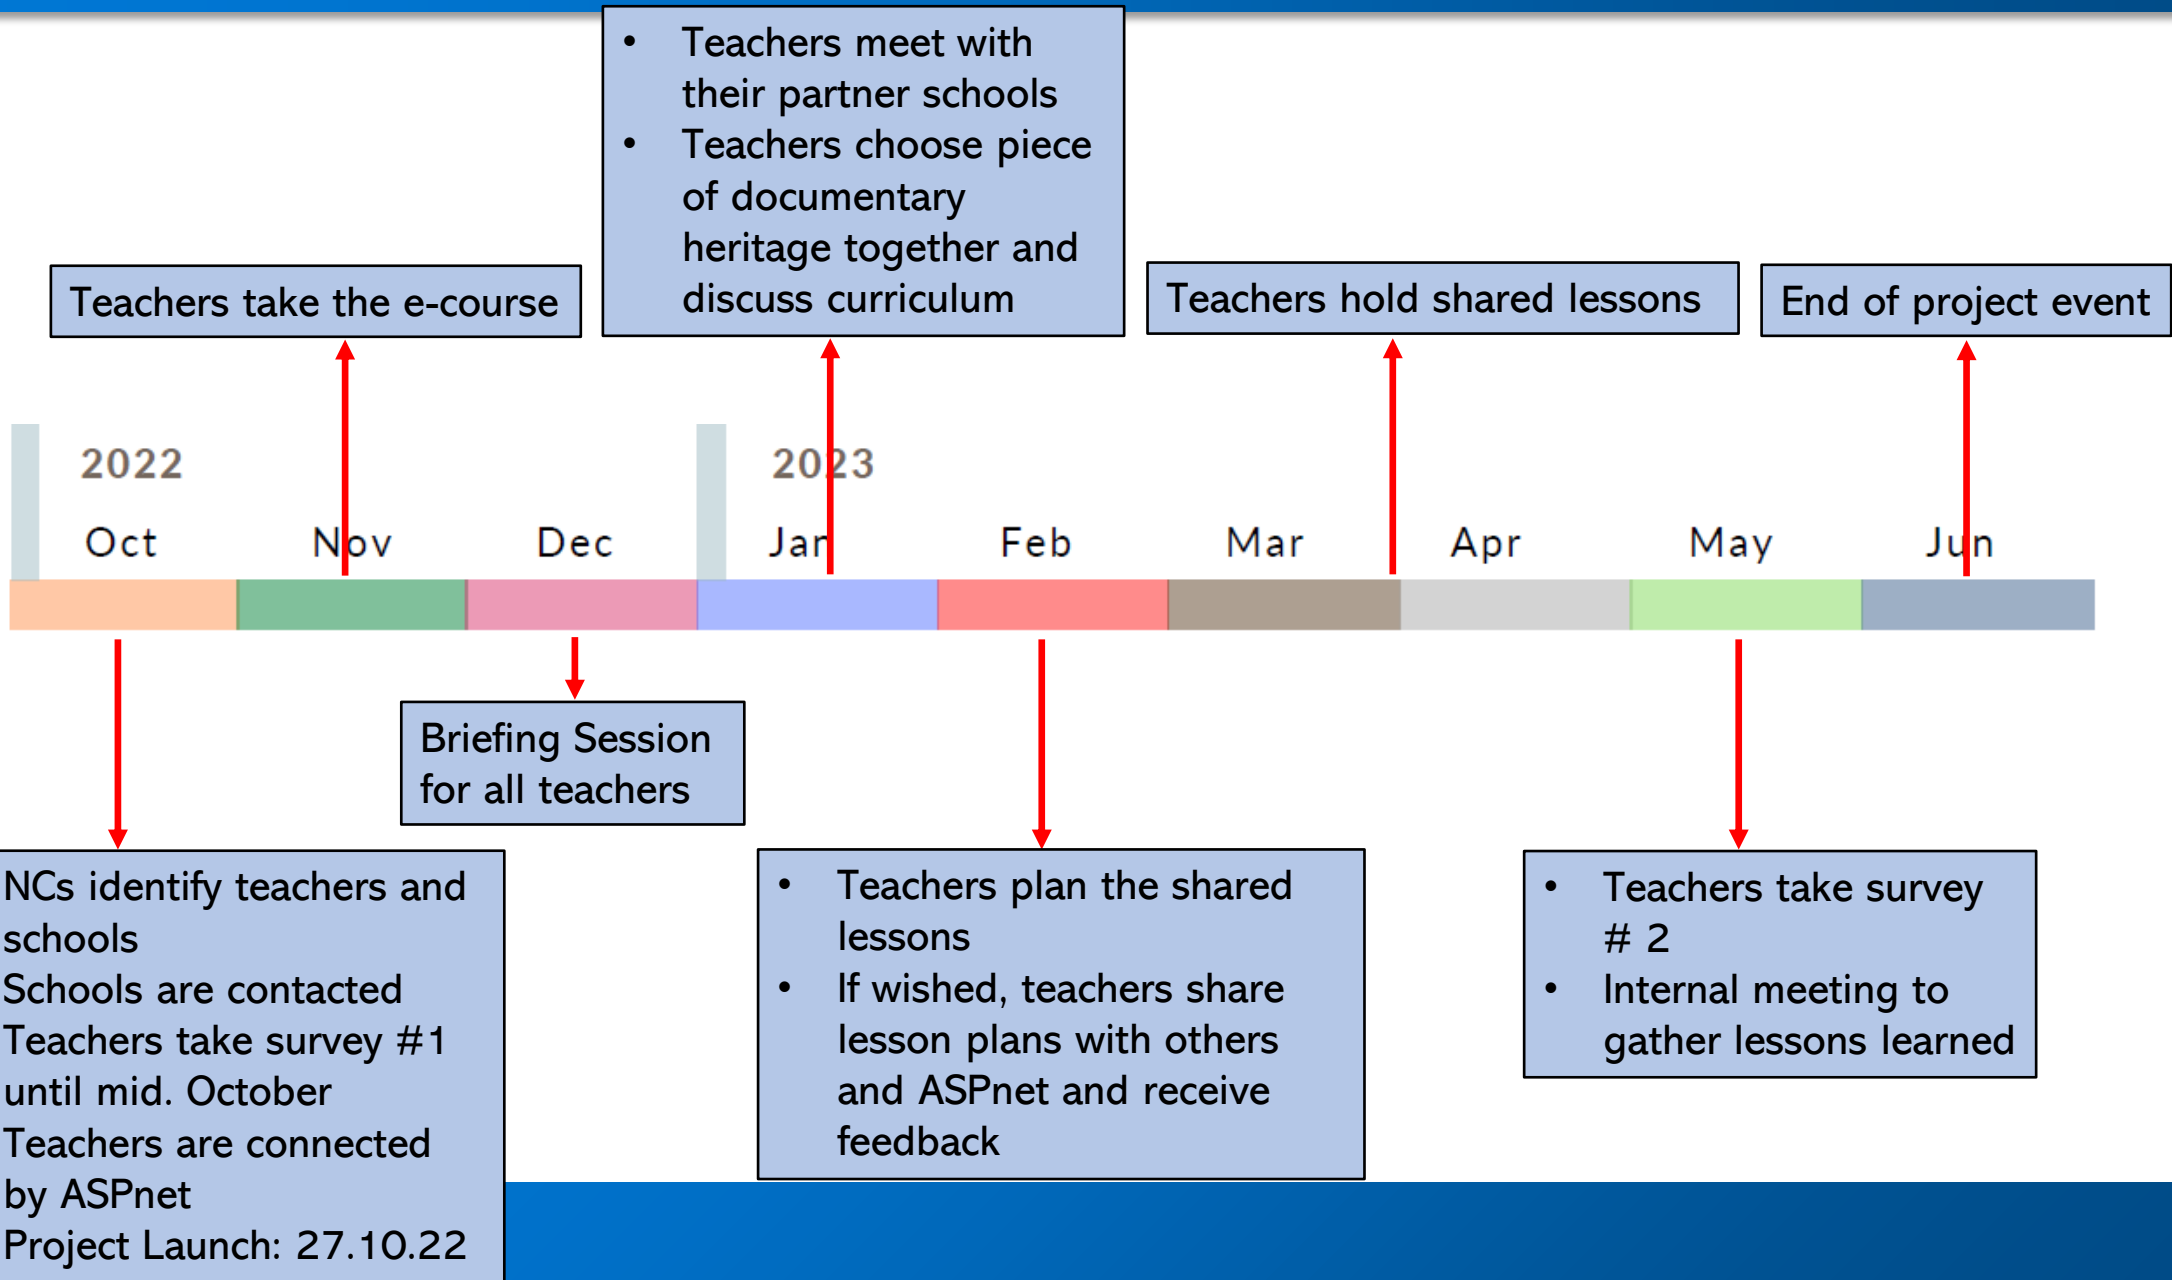 • Teachers meet with
their partner schools
• Teachers choose piece
of documentary
heritage together and
discuss curriculum
Teachers take the e-course
Teachers hold shared lessons
End of project event
2022
2023
Oct
Nov
Dec
Jan
Feb
Mar
Apr
May
Jun
Briefing Session
for all teachers
NCs identify teachers and
schools
Schools are contacted
Teachers take survey #1
until mid. October
Teachers are connected
by ASPnet
Project Launch: 27.10.22
• Teachers plan the shared
lessons
• If wished, teachers share
lesson plans with others
and ASPnet and receive
feedback
• Teachers take survey
# 2
• Internal meeting to
gather lessons learned